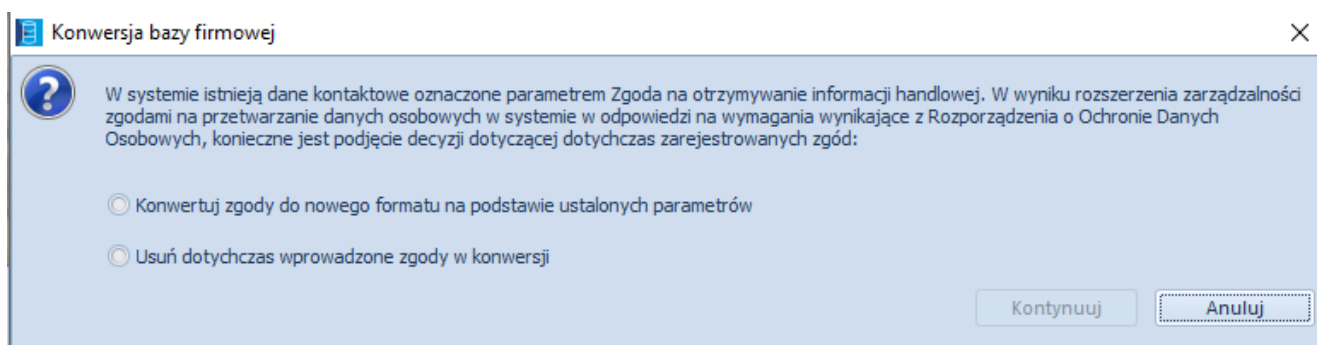 Konwersja bazy firmowej
W systemie istnieją dane kontaktowe oznaczone parametrem Zgoda na otrzymywanie informacji handlowej. W wyniku rozszerzenia zarządzalności
zgodami na przetwarzanie danych osobowych w systemie w odpowiedzi na wymagania wynikające z Rozporządzenia o Ochronie Danych
Osobowych, konieczne jest podjęcie decyzji dotyczącej dotychczas zarejestrowanych zgód:
Konwertuj zgody do nowego formatu na podstawie ustalonych parametrów
Usuń dotychczas wprowadzone zgody w konwersji
Kontynuuj Anuluj